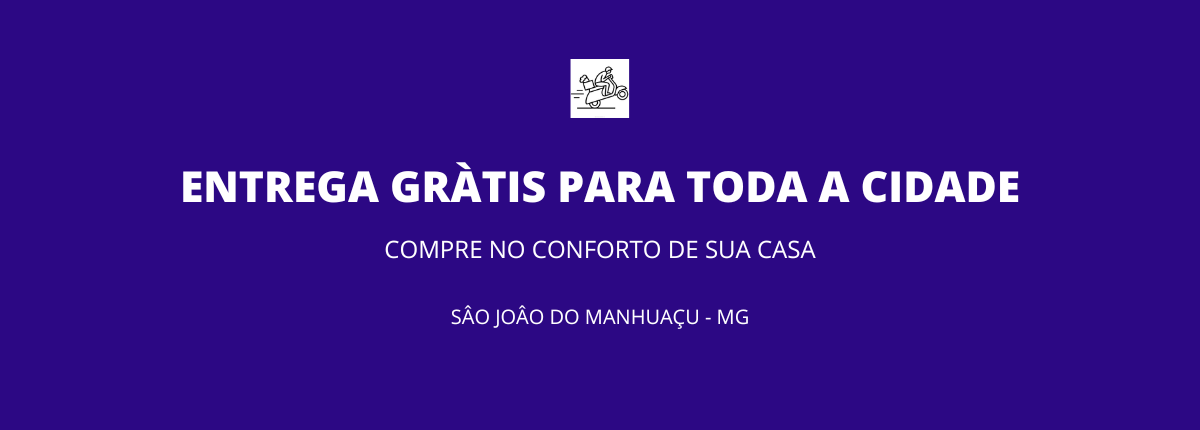 ENTREGA GRÀTIS PARA TODA A CIDADE
COMPRE NO CONFORTO DE SUA CASA
SÂO JOÂO DO MANHUAÇU - MG